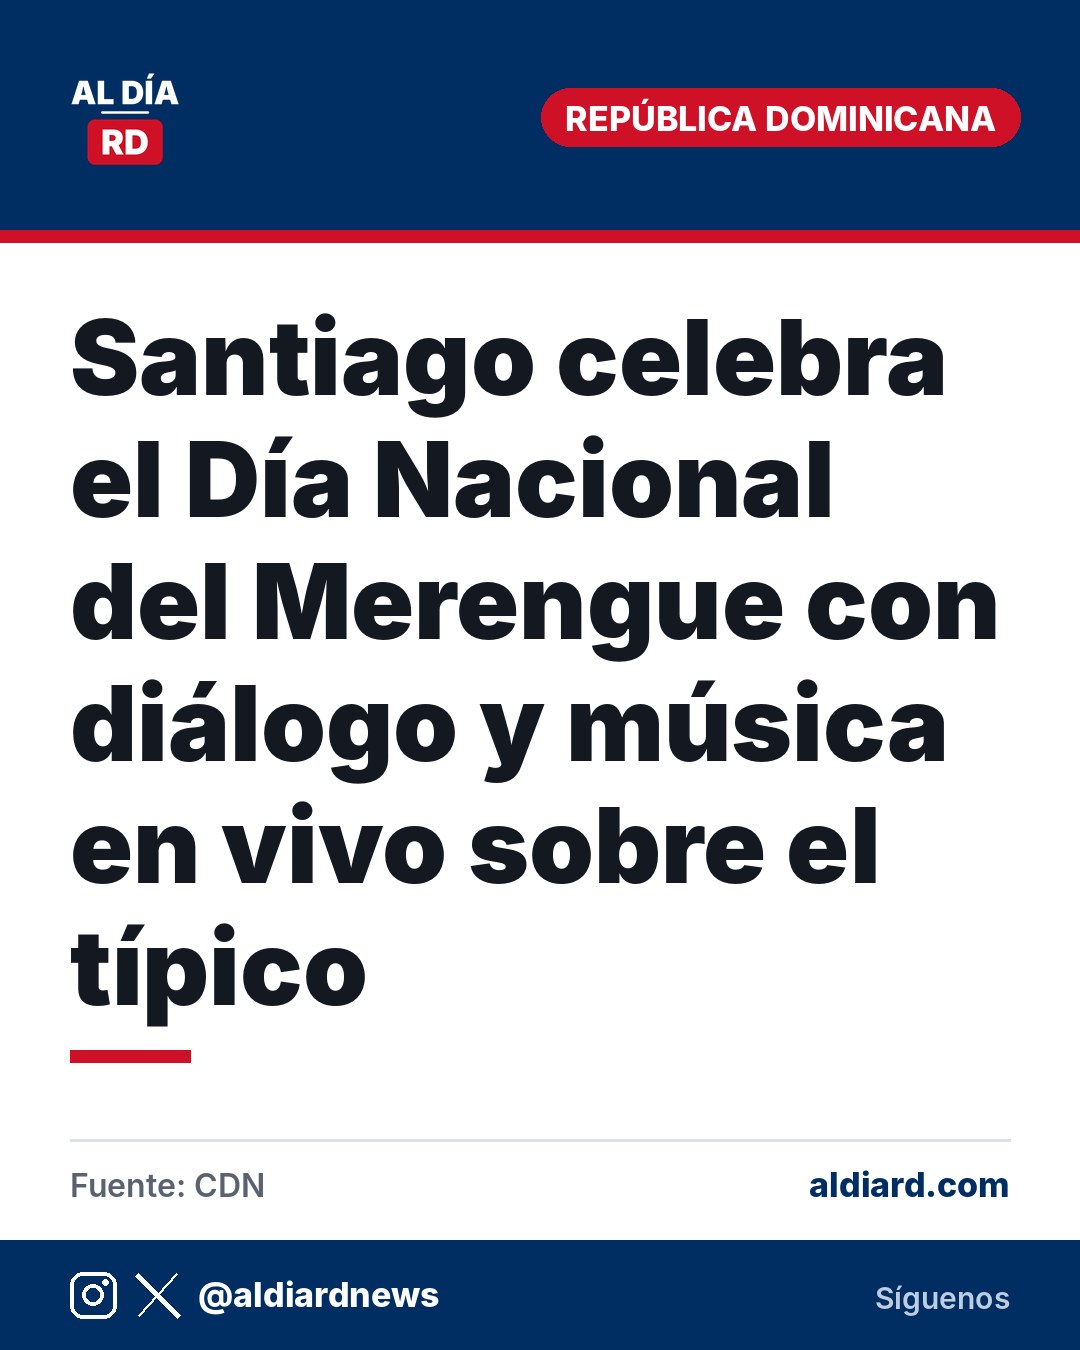 AL DÍA
RD
REPÚBLICA DOMINICANA
Santiago celebra
el Día Nacional
del Merengue con
diálogo y música
en vivo sobre el
típico
Fuente: CDN
aldiard.com
@aldiardnews
Síguenos